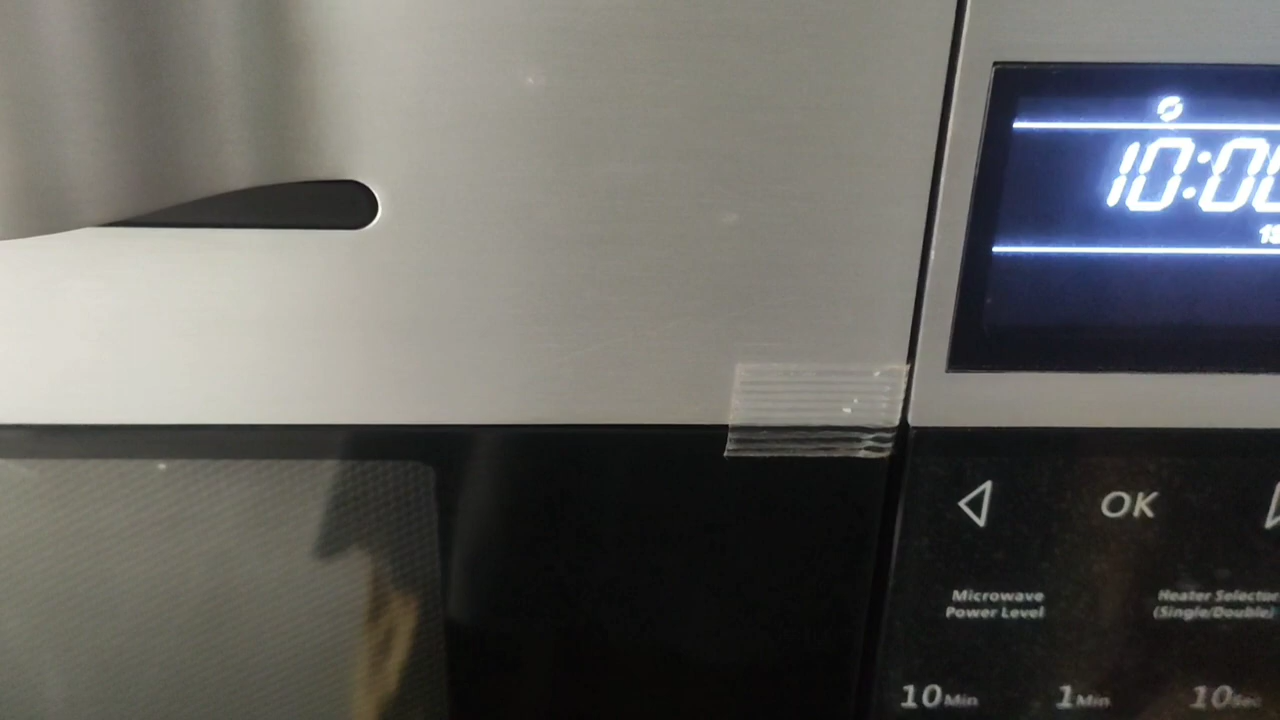 10:00
OK
Microwave
Power Level
Heater Selector
(Single/Double)
10Min
1Min
10Sec